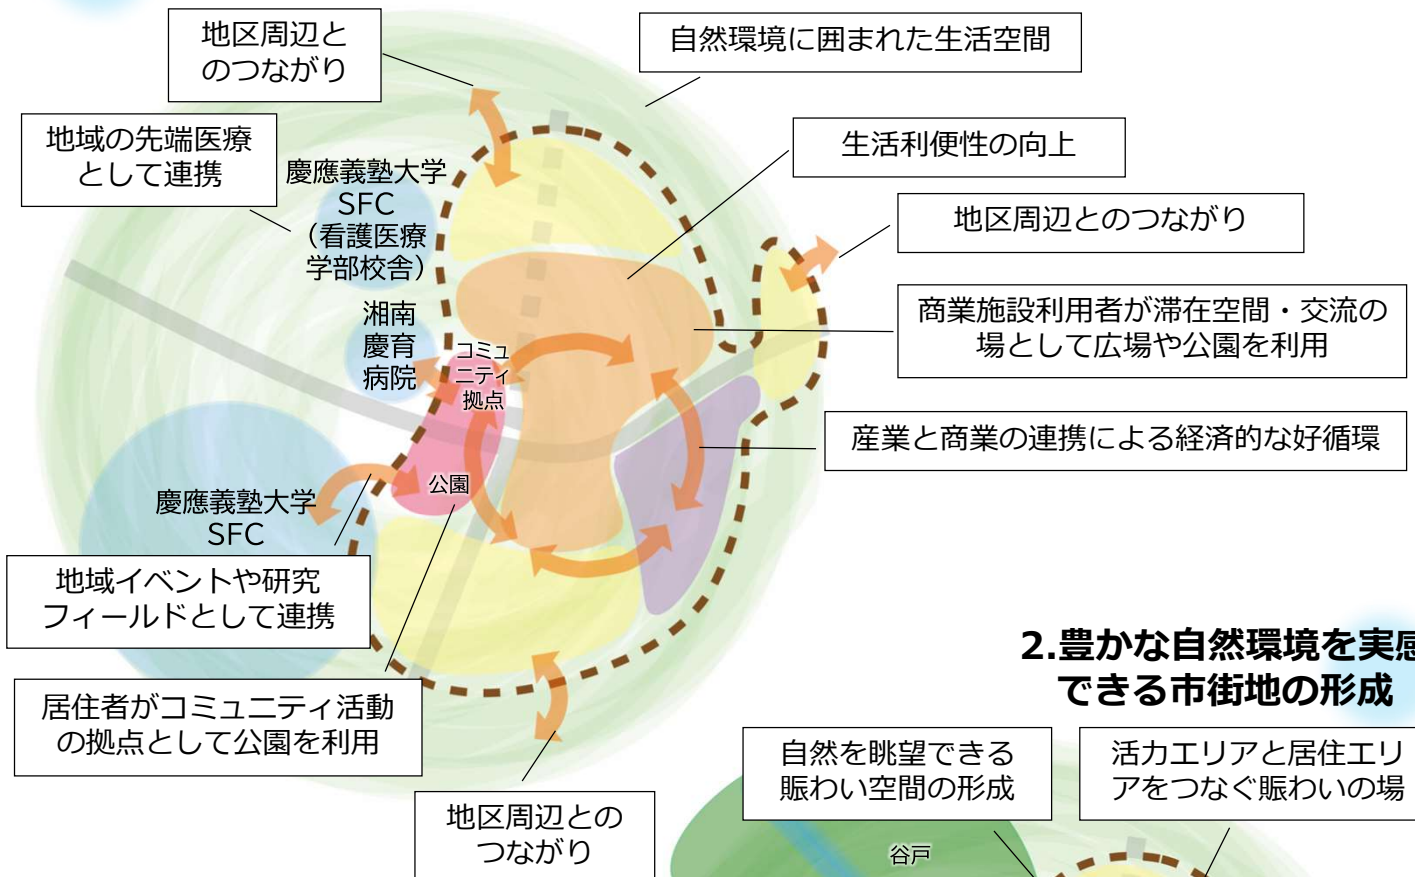 地区周辺と
のつながり
自然環境に囲まれた生活空間
地域の先端医療
として連携
慶應義塾大学
SFC
（看護医療
学部校舎）
生活利便性の向上
地区周辺とのつながり
湘南
慶育
病院
コミュ
ニティ
拠点
商業施設利用者が滞在空間・交流の
場として広場や公園を利用
産業と商業の連携による経済的な好循環
公園
慶應義塾大学
SFC
地域イベントや研究
フィールドとして連携
居住者がコミュニティ活動
の拠点として公園を利用
地区周辺との
つながり
2.豊かな自然環境を実感
できる市街地の形成
自然を眺望できる
賑わい空間の形成
活力エリアと居住エリ
アをつなぐ賑わいの場
谷戸